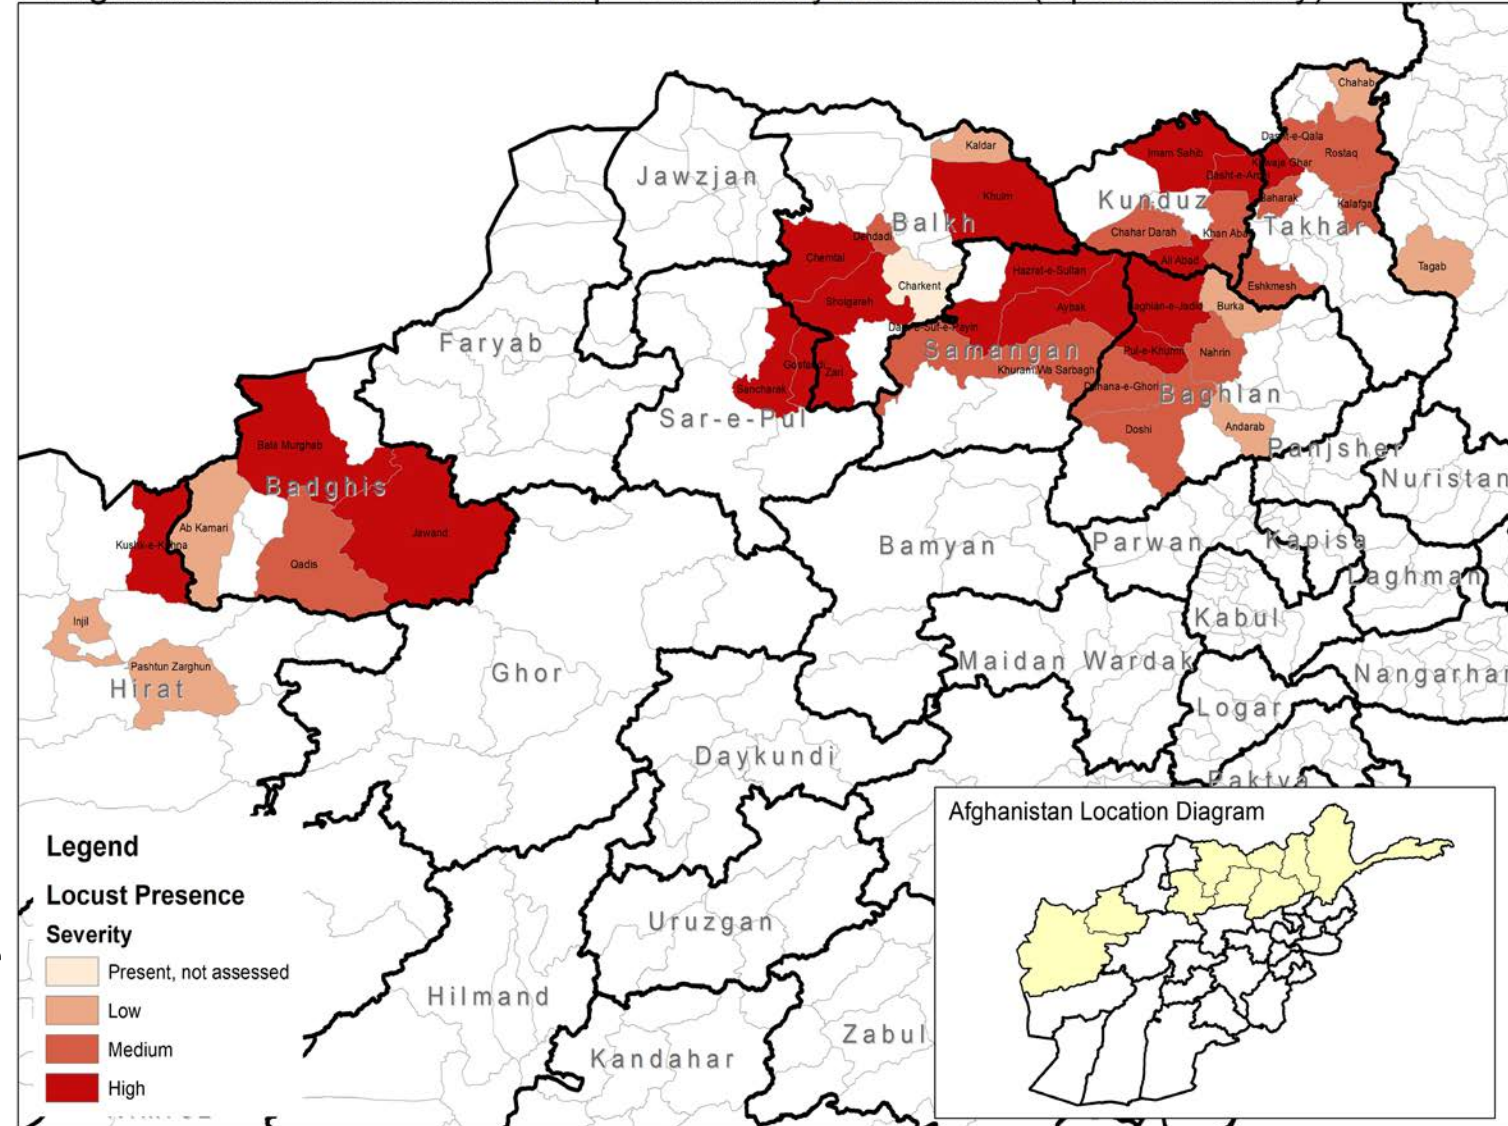 Chahab
Dasht-e-Qala
Kaldar
Imam Sahib
Rostaq
Khwaja Ghar
Jawzjan
Dasht-e-Archi
Khulm
Kunduz
Baharak
Kalafgan
Balkh
Takhar
Dehdadi
Chahar Darah
Khan Abad
Chemtal
Ali Abad
Tagab
Hazrat-e-Sultan
Charkent
Eshkmesh
Sholgareh
Aybak
Baghlan-e-Jadid
Burka
Dara-e-Suf-e-Payin
Faryab
Samangan
Pul-e-Khumri
Nahrin
Gosfandi
Zari
Khuram Wa Sarbagh
Sancharak
Dahana-e-Ghori
Baghlan
Sar-e-Pul
Doshi
Andarab
Bala Murghab
Panjsher
Badghis
Nuristan
Ab Kamari
Jawand
Kushk-e-Kohna
Bamyan
Parwan
Kapisa
Qadis
Laghman
Injil
Kabul
Pashtun Zarghun
Maidan Wardak
Hirat
Ghor
Nangarhar
Logar
Daykundi
Paktya
Afghanistan Location Diagram
Legend
Locust Presence
Severity
Present, not assessed
Low
Medium
High
Uruzgan
Hilmand
Zabul
Kandahar